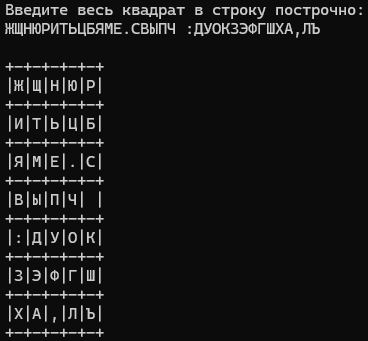 Введите весь квадрат в строку построчно:
ЖЩНЮРИТЬЦБЯМЕ.СВЫПЧ :ДУОКЗЭФГШХА,ЛЪ
+-+-+-+-+-+
|Ж|Щ|Н|Ю|Р|
+-+-+-+-+-+
|И|Т|Ь|Ц|Б|
+-+-+-+-+-+
|Я|М|Е|.|С|
+-+-+-+-+-+
|В|Ы|П|Ч| |
+-+-+-+-+-+
|:|Д|У|О|К|
+-+-+-+-+-+
|З|Э|Ф|Г|Ш|
+-+-+-+-+-+
|Х|А|,|Л|Ъ|
+-+-+-+-+-+